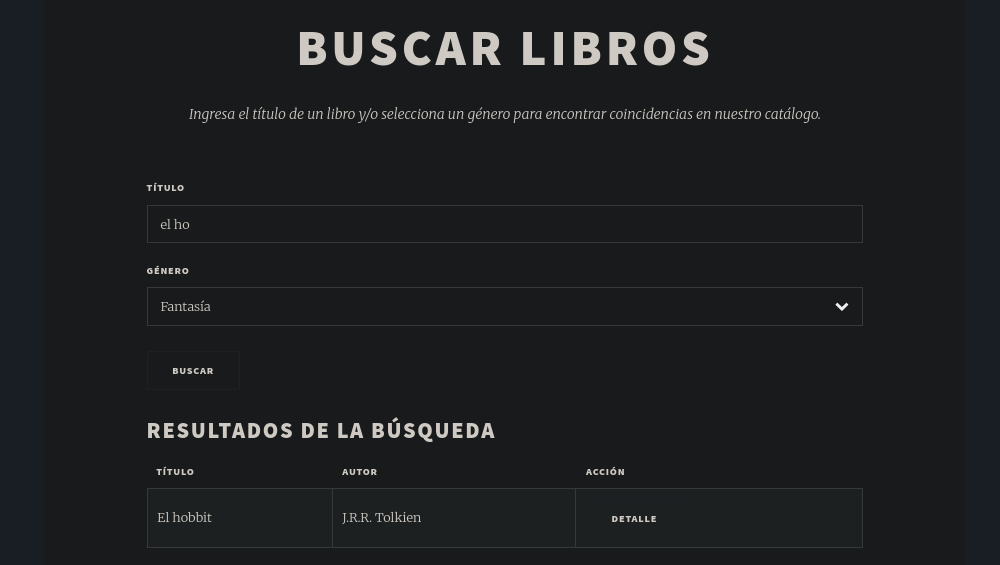 BUSCAR LIBROS
Ingresa el título de un libro y/o selecciona un género para encontrar coincidencias en nuestro catálogo.
TÍTULO
el ho
GÉNERO
Fantasía
BUSCAR
RESULTADOS DE LA BÚSQUEDA
TÍTULO AUTOR ACCIÓN
El hobbit J.R.R. Tolkien DETALLE